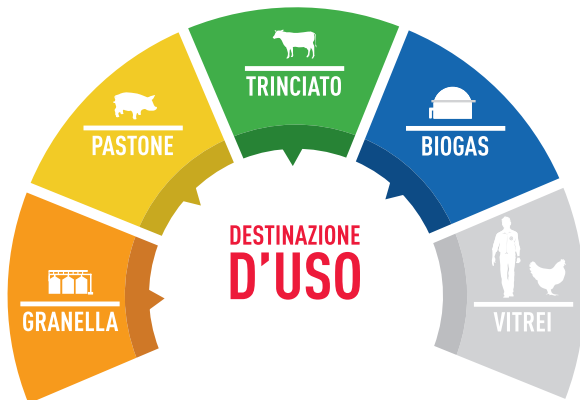 TRINCIATO
PASTONE
BIOGAS
DESTINAZIONE
D'USO
GRANELLA
VITREI